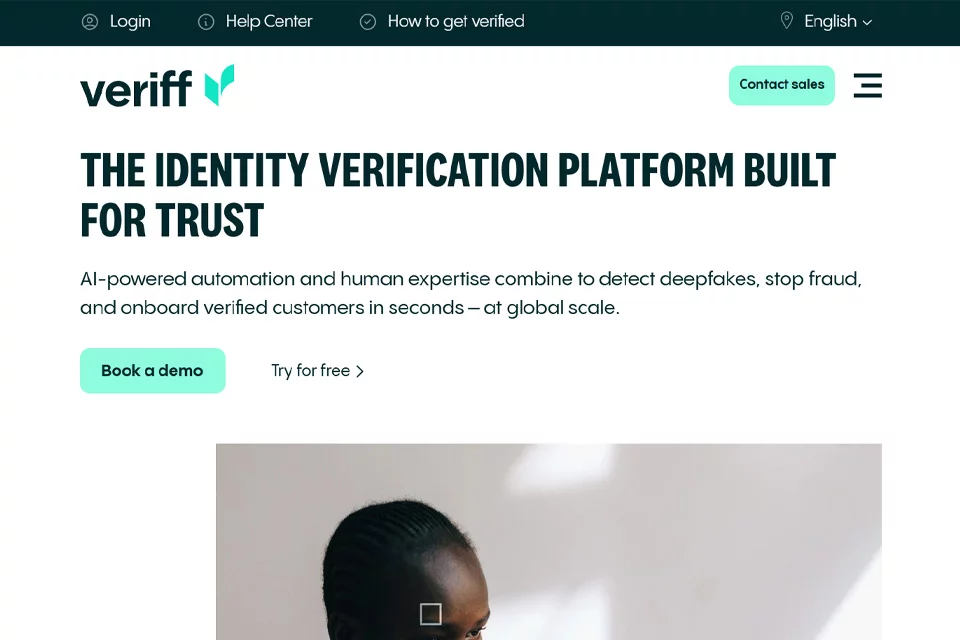 Login
Help Center
How to get verified
English
veriff
Contact sales
THE IDENTITY VERIFICATION PLATFORM BUILT
FOR TRUST
AI-powered automation and human expertise combine to detect deepfakes, stop fraud,
and onboard verified customers in seconds – at global scale.
Book a demo
Try for free